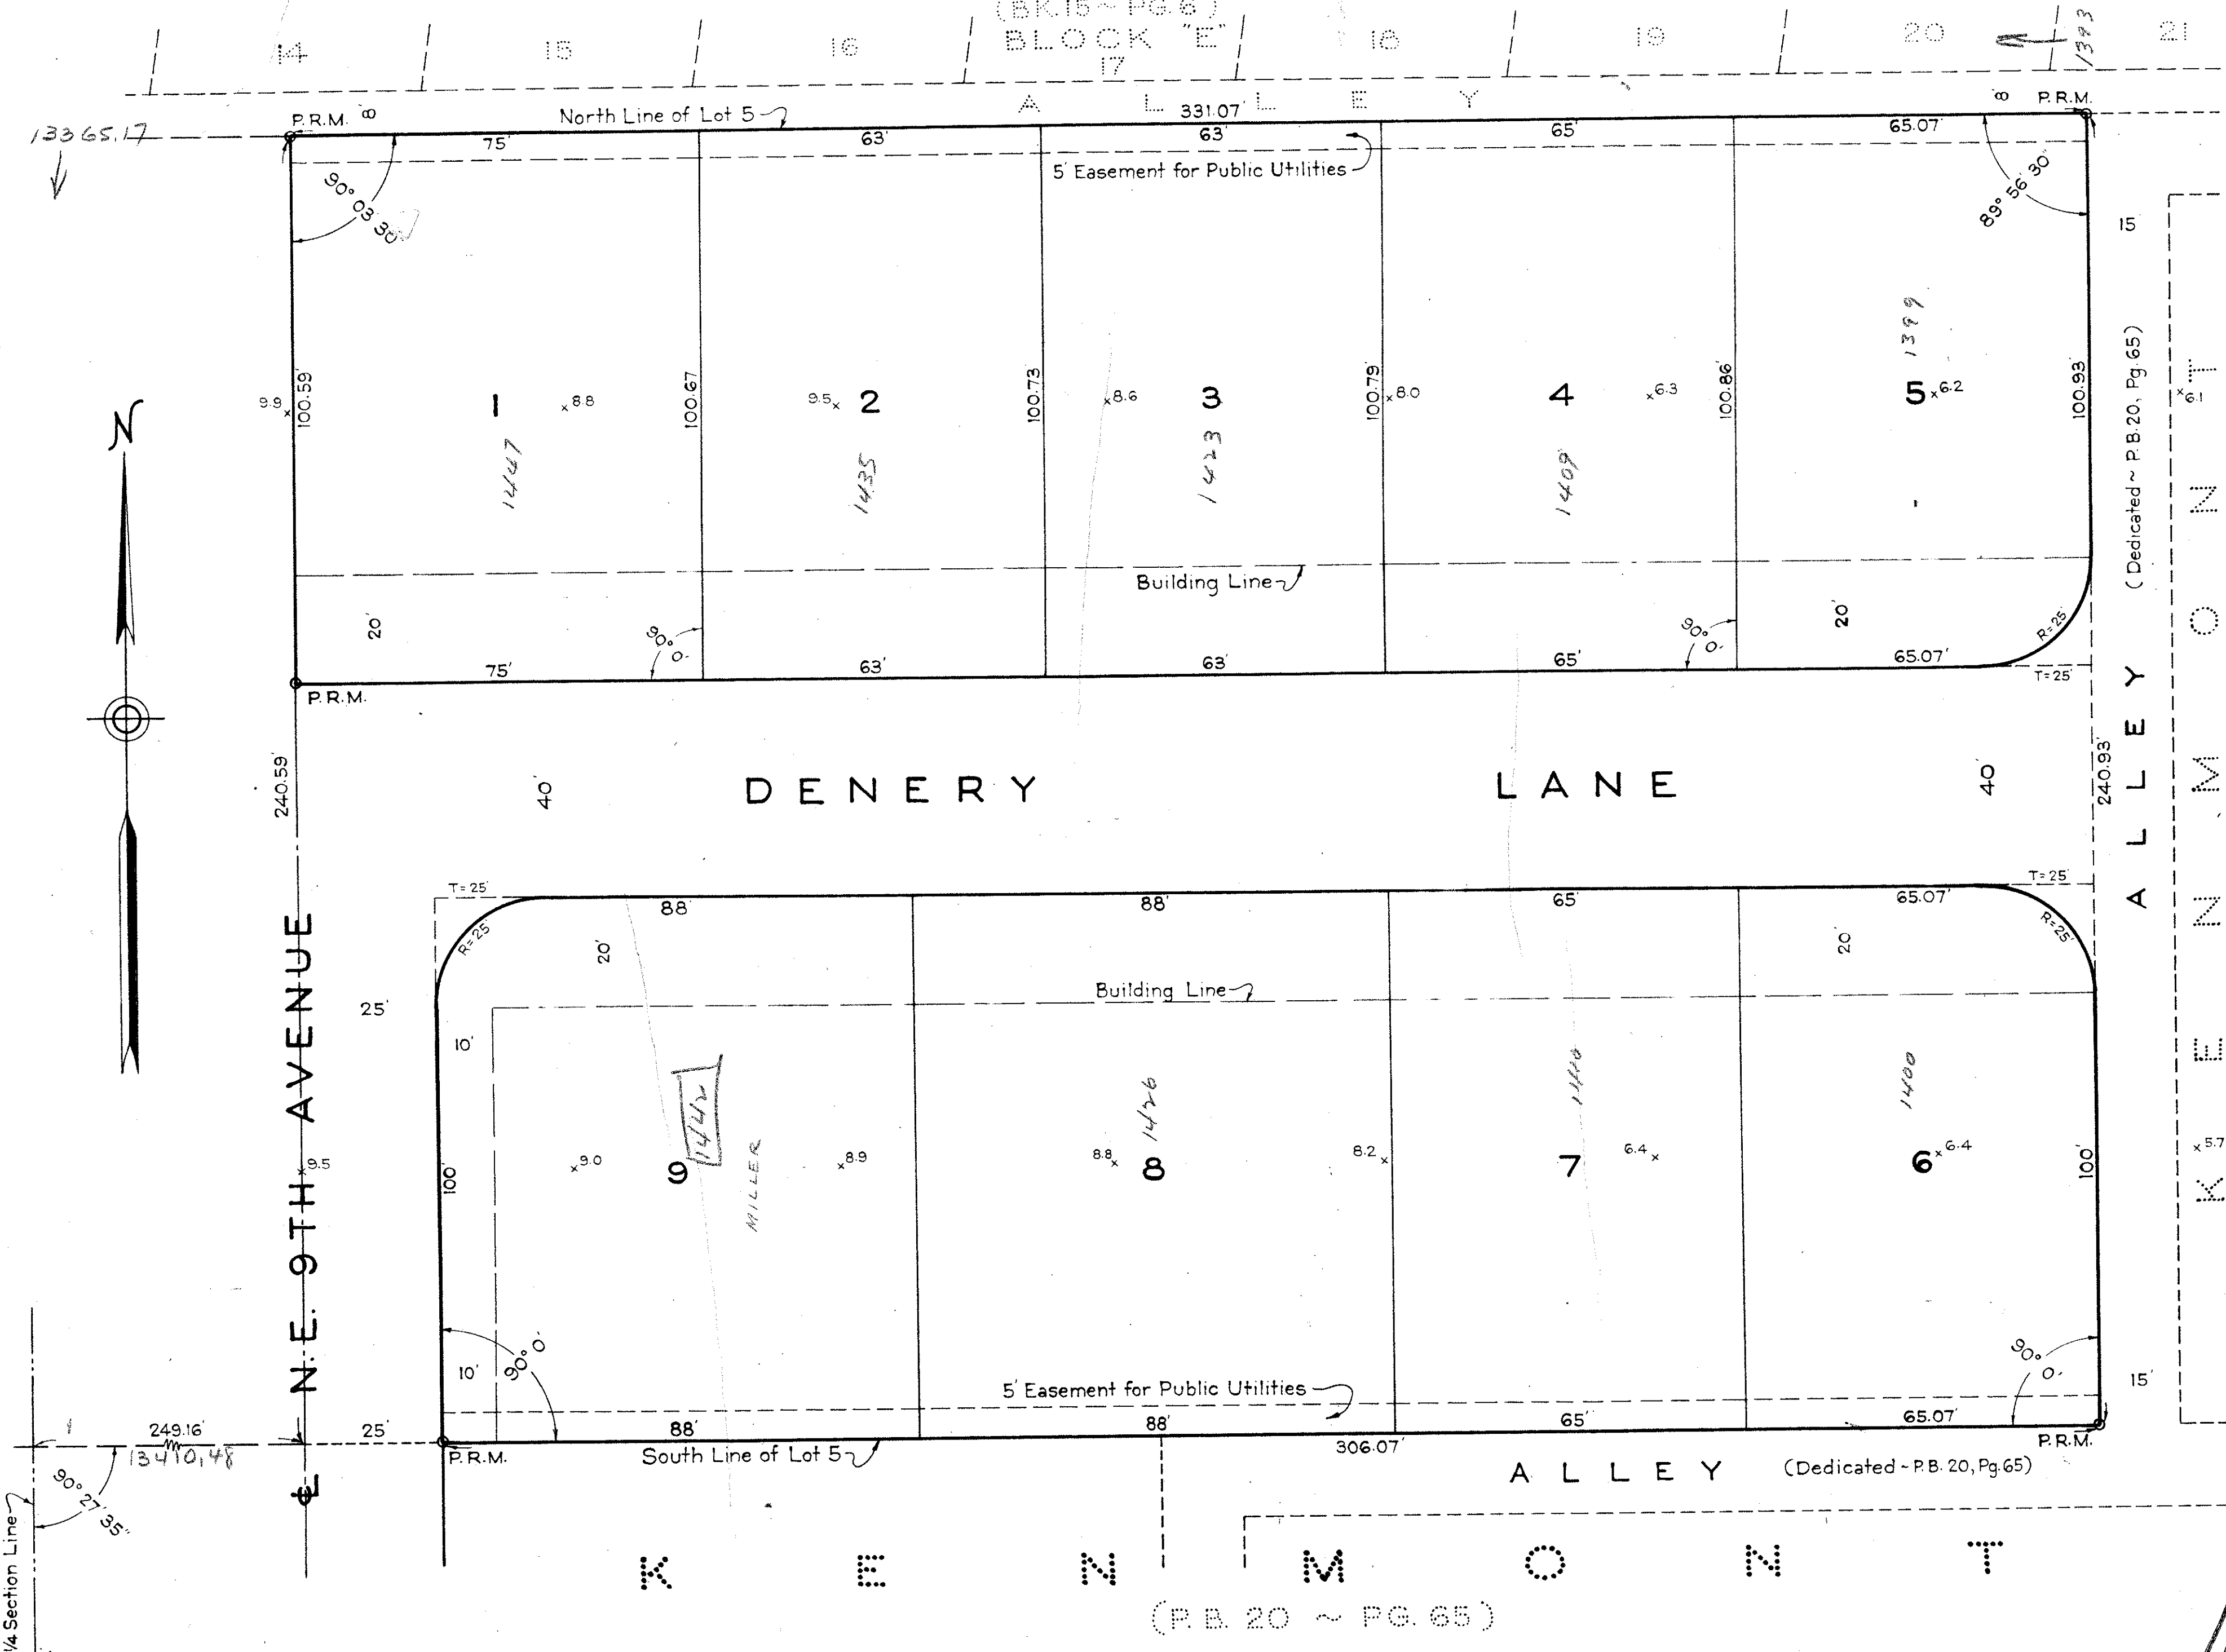 (BK.15 ~ PG. 6)
BLOCK "E"
14 15 16 17 18 19 20 21
1393
ALLEY
13365.17
P.R.M. 8
North Line of Lot 5
331.07'
8 P.R.M.
75' 63' 63' 65' 65.07'
5' Easement for Public Utilities
90° 03' 30"
89° 56' 30"
15'
(Dedicated ~ P.B. 20, Pg. 65)
N
9.9 100.59' 1 8.8 100.67 9.5 2 100.73' 8.6 3 100.79' 8.0 4 6.3 100.86' 5 6.2 100.93' 6.1
1447 1435 1423 1409 1399
Building Line
20' 90° 0' 90° 0' 20' R=25'
75' 63' 63' 65' 65.07'
T=25'
P.R.M.
240.59' 40' DENERY LANE 40' 240.93'
ALLEY
KENMONT
T=25' 88' 88' 65' 65.07' T=25'
R=25' 20' 20' R=25'
25'
Building Line
10'
1442 1426 1410 1400
MILLER
9.5 100' 9.0 9 8.9 8.8 8 8.2 7 6.4 6 6.4 100' 5.7
℄ N.E. 9TH AVENUE
90° 0' 90° 0'
10' 15'
5' Easement for Public Utilities
249.16' 25' 88' 88' 65' 65.07'
13410.48
P.R.M. South Line of Lot 5 306.07' P.R.M.
90° 27' 35"
ALLEY (Dedicated ~ P.B. 20, Pg. 65)
1/4 Section Line
KENMONT
(P.B. 20 ~ PG. 65)